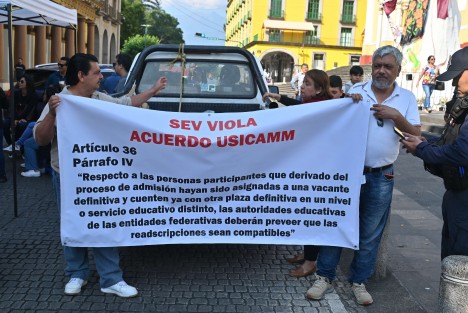 SEV VIOLA
ACUERDO USICAMM
Artículo 36
Párrafo IV
"Respecto a las personas participantes que derivado del
proceso de admisión hayan sido asignadas a una vacante
definitiva y cuenten ya con otra plaza definitiva en un nivel
o servicio educativo distinto, las autoridades educativas
de las entidades federativas deberán preveer que las
readscripciones sean compatibles"